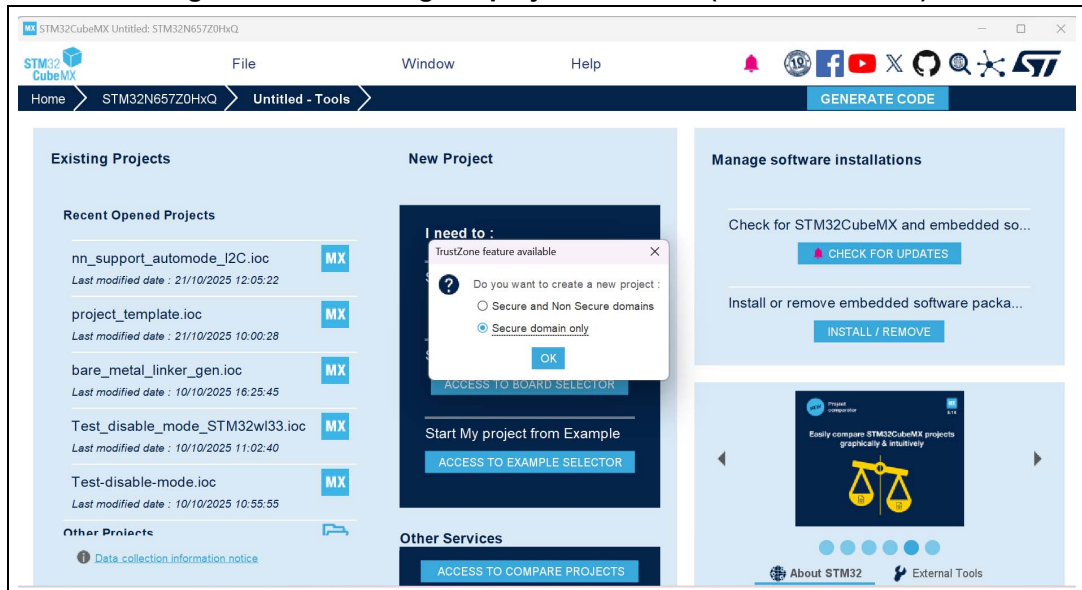 STM32CubeMX Untitled: STM32N657Z0HxQ
STM32
CubeMX
File
Window
Help
Home
STM32N657Z0HxQ
Untitled - Tools
GENERATE CODE
Existing Projects
Recent Opened Projects
nn_support_automode_I2C.ioc
MX
Last modified date : 21/10/2025 12:05:22
project_template.ioc
MX
Last modified date : 21/10/2025 10:00:28
bare_metal_linker_gen.ioc
MX
Last modified date : 10/10/2025 16:25:45
Test_disable_mode_STM32wl33.ioc
MX
Last modified date : 10/10/2025 11:02:40
Test-disable-mode.ioc
MX
Last modified date : 10/10/2025 10:55:55
Other Projects
Data collection information notice
New Project
I need to :
TrustZone feature available
Do you want to create a new project :
Secure and Non Secure domains
Secure domain only
OK
ACCESS TO BOARD SELECTOR
Start My project from Example
ACCESS TO EXAMPLE SELECTOR
Other Services
ACCESS TO COMPARE PROJECTS
Manage software installations
Check for STM32CubeMX and embedded so...
CHECK FOR UPDATES
Install or remove embedded software packa...
INSTALL / REMOVE
NEW
Project
comparator
MX
Easily compare STM32CubeMX projects
graphically & intuitively
About STM32
External Tools